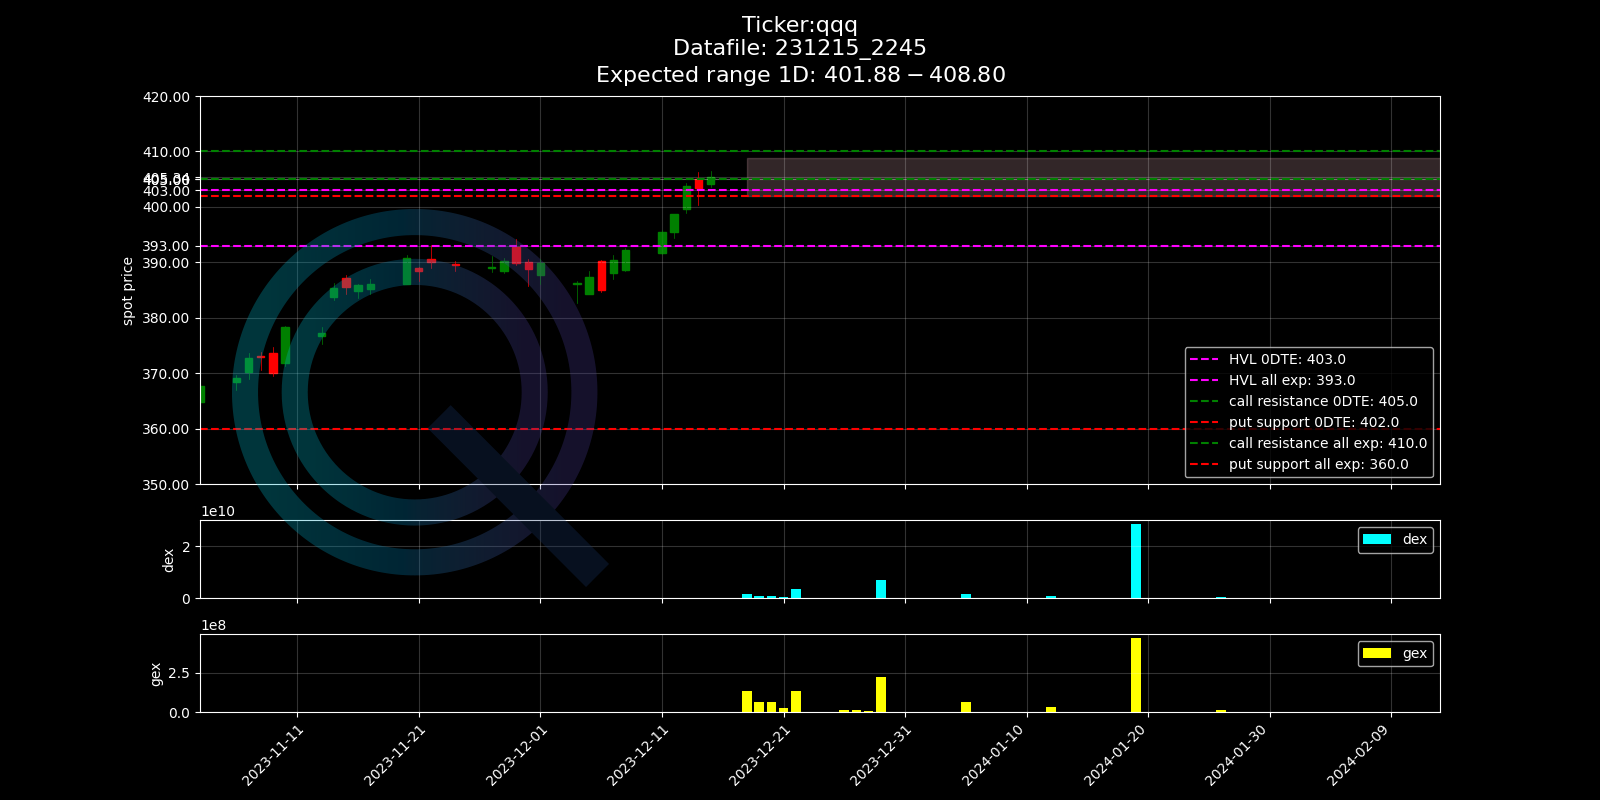 Ticker:qqq
Datafile: 231215_2245
Expected range 1D: 401.88 − 408.80
420.00
410.00
405.34
405.00
403.00
400.00
393.00
390.00
380.00
370.00
360.00
350.00
spot price
HVL 0DTE: 403.0
HVL all exp: 393.0
call resistance 0DTE: 405.0
put support 0DTE: 402.0
call resistance all exp: 410.0
put support all exp: 360.0
1e10
2
0
dex
dex
1e8
2.5
0.0
gex
gex
2023-11-11
2023-11-21
2023-12-01
2023-12-11
2023-12-21
2023-12-31
2024-01-10
2024-01-20
2024-01-30
2024-02-09